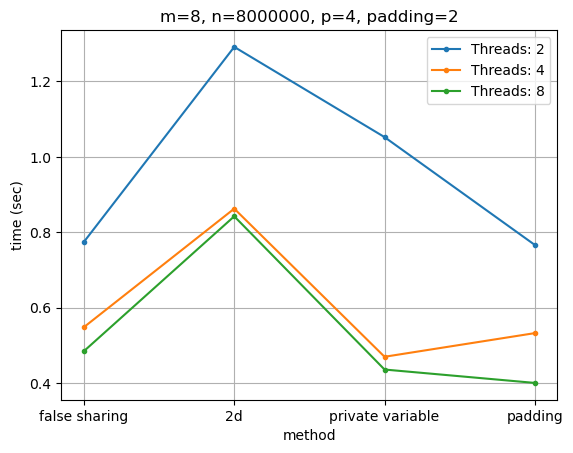 m=8, n=8000000, p=4, padding=2
Threads: 2
Threads: 4
Threads: 8
time (sec)
1.2
1.0
0.8
0.6
0.4
false sharing 2d private variable padding
method